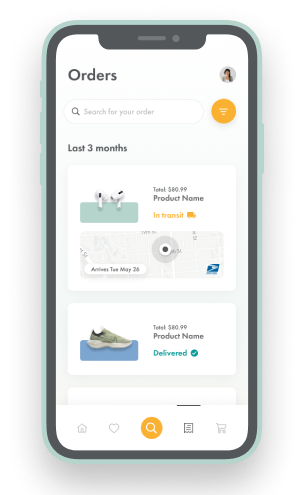 Orders
Search for your order
Last 3 months
Total: $80.99
Product Name
In transit
Arrives Tue May 26
Total: $80.99
Product Name
Delivered